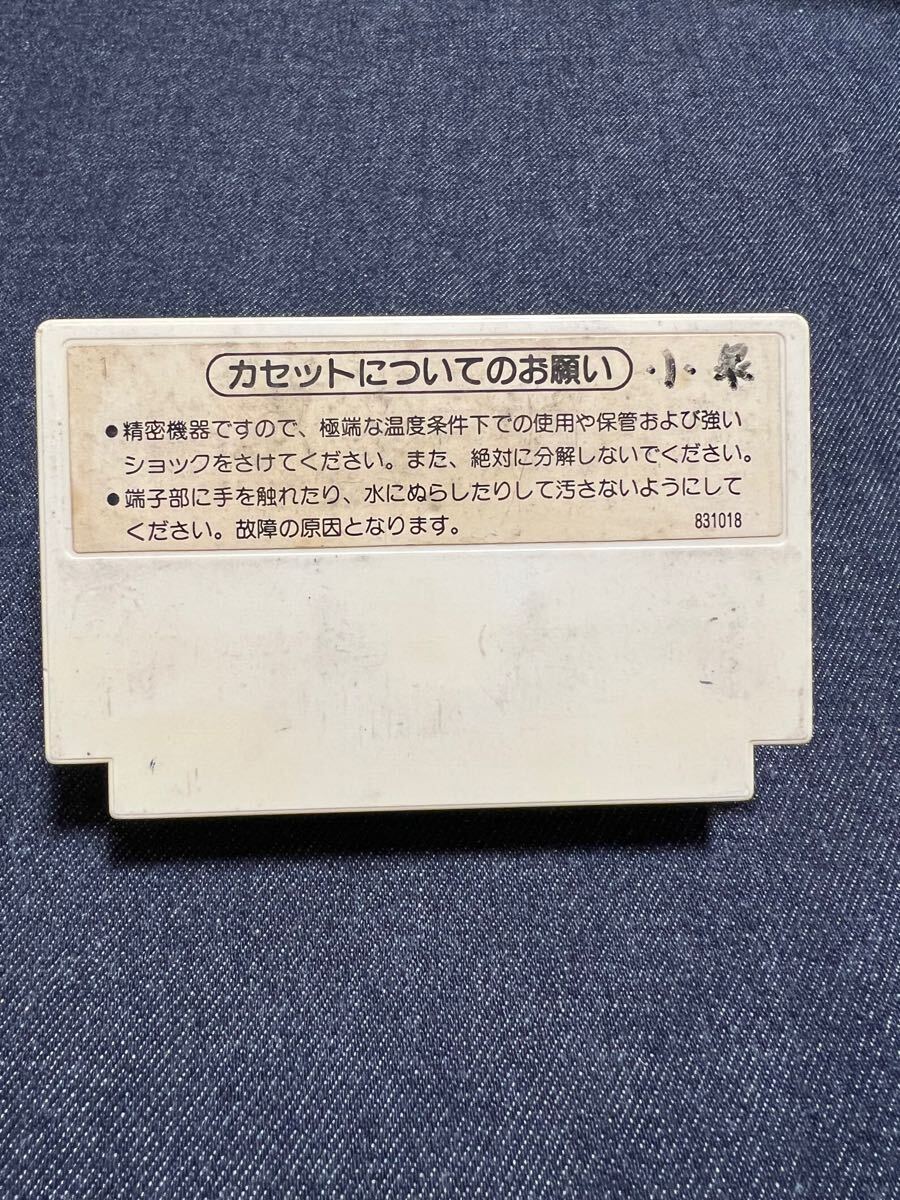 カセットについてのお願い 小泉
●精密機器ですので、極端な温度条件下での使用や保管および強い
ショックをさけてください。また、絶対に分解しないでください。
●端子部に手を触れたり、水にぬらしたりして汚さないようにして
ください。故障の原因となります。 831018